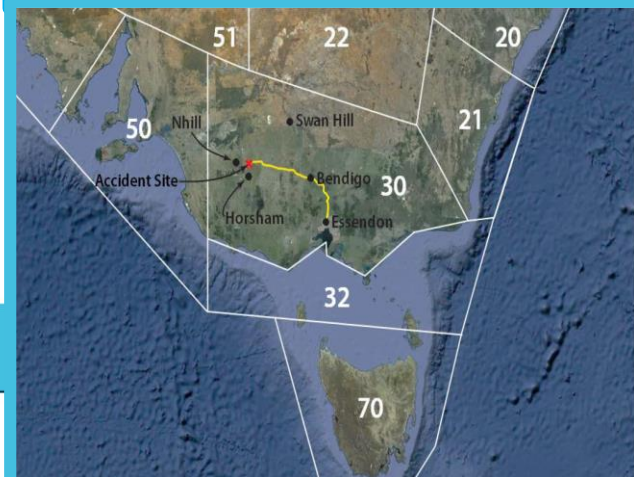 51
22
20
Swan Hill
21
50
Nhill
Accident Site
Bendigo
30
Horsham
Essendon
32
70